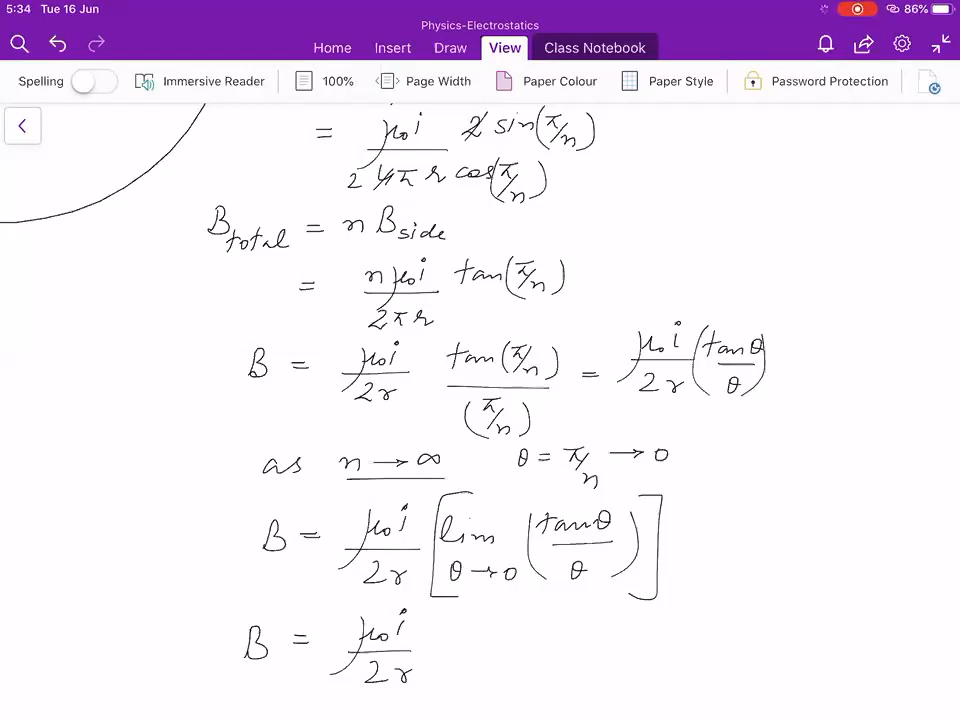 5:34 Tue 16 Jun 86%
Physics-Electrostatics
Home Insert Draw View Class Notebook
Spelling Immersive Reader 100% Page Width Paper Colour Paper Style Password Protection
= μ₀i 2 sin(π/n) / 2 4π r cos(π/n)
B_total = n B_side
= nμ₀i / 2πr tan(π/n)
B = μ₀i / 2r tan(π/n) / (π/n) = μ₀i / 2r (tanθ / θ)
as n → ∞ θ = π/n → 0
B = μ₀i / 2r [lim θ→0 (tanθ / θ)]
B = μ₀i / 2r